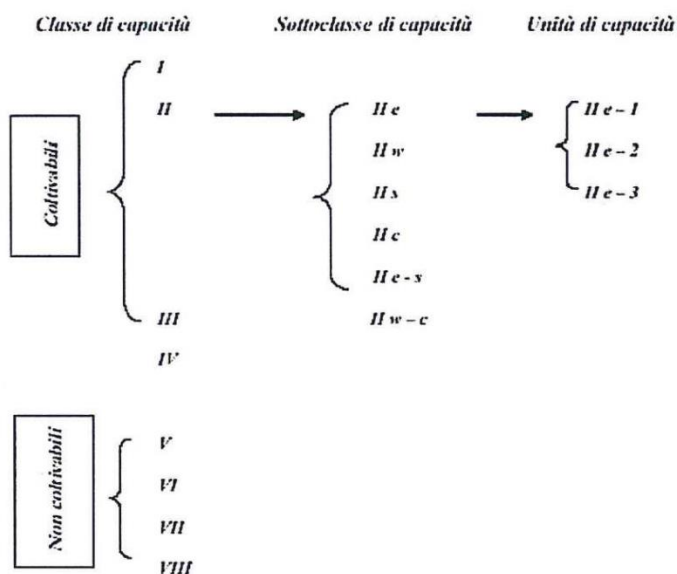 Classe di capacità Sottoclasse di capacità Unità di capacità
I
II II e II e – 1
II w II e – 2
Coltivabili II s II e – 3
II c
II e - s
III II w – c
IV
Non coltivabili
V
VI
VII
VIII